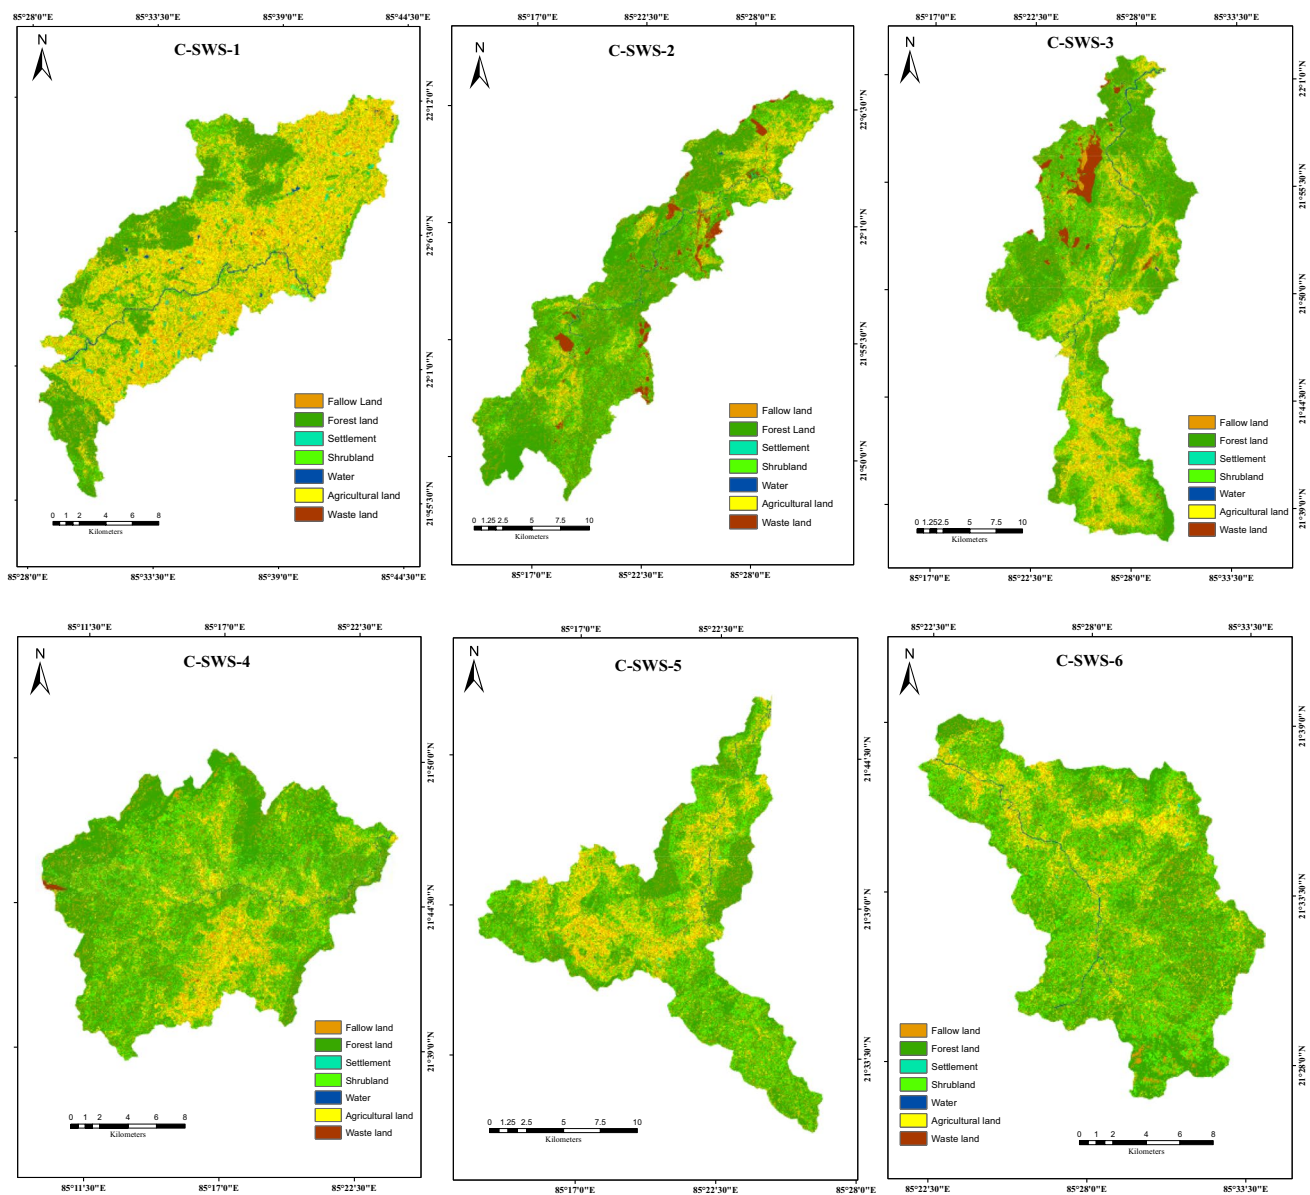 85°28'0"E 85°33'30"E 85°39'0"E 85°44'30"E
N
C-SWS-1
22°12'0"N
22°6'30"N
22°1'0"N
21°55'30"N
Fallow Land
Forest land
Settlement
Shrubland
Water
Agricultural land
Waste land
0 1 2 4 6 8
Kilometers
85°28'0"E 85°33'30"E 85°39'0"E 85°44'30"E
85°17'0"E 85°22'30"E 85°28'0"E
N
C-SWS-2
22°6'30"N
22°1'0"N
21°55'30"N
21°50'0"N
Fallow land
Forest Land
Settlement
Shrubland
Water
Agricultural land
Waste land
0 1.25 2.5 5 7.5 10
Kilometers
85°17'0"E 85°22'30"E 85°28'0"E
85°17'0"E 85°22'30"E 85°28'0"E 85°33'30"E
N
C-SWS-3
22°1'0"N
21°55'30"N
21°50'0"N
21°44'30"N
21°39'0"N
Fallow land
Forest land
Settlement
Shrubland
Water
Agricultural land
Waste land
0 1.25 2.5 5 7.5 10
Kilometers
85°17'0"E 85°22'30"E 85°28'0"E 85°33'30"E
85°11'30"E 85°17'0"E 85°22'30"E
N
C-SWS-4
21°50'0"N
21°44'30"N
21°39'0"N
Fallow land
Forest land
Settlement
Shrubland
Water
Agricultural land
Waste land
0 1 2 4 6 8
Kilometers
85°11'30"E 85°17'0"E 85°22'30"E
85°17'0"E 85°22'30"E
N
C-SWS-5
21°44'30"N
21°39'0"N
21°33'30"N
0 1.25 2.5 5 7.5 10
Kilometers
85°17'0"E 85°22'30"E 85°28'0"E
85°22'30"E 85°28'0"E 85°33'30"E
N
C-SWS-6
21°39'0"N
21°33'30"N
21°28'0"N
Fallow land
Forest land
Settlement
Shrubland
Water
Agricultural land
Waste land
0 1 2 4 6 8
Kilometers
85°22'30"E 85°28'0"E 85°33'30"E